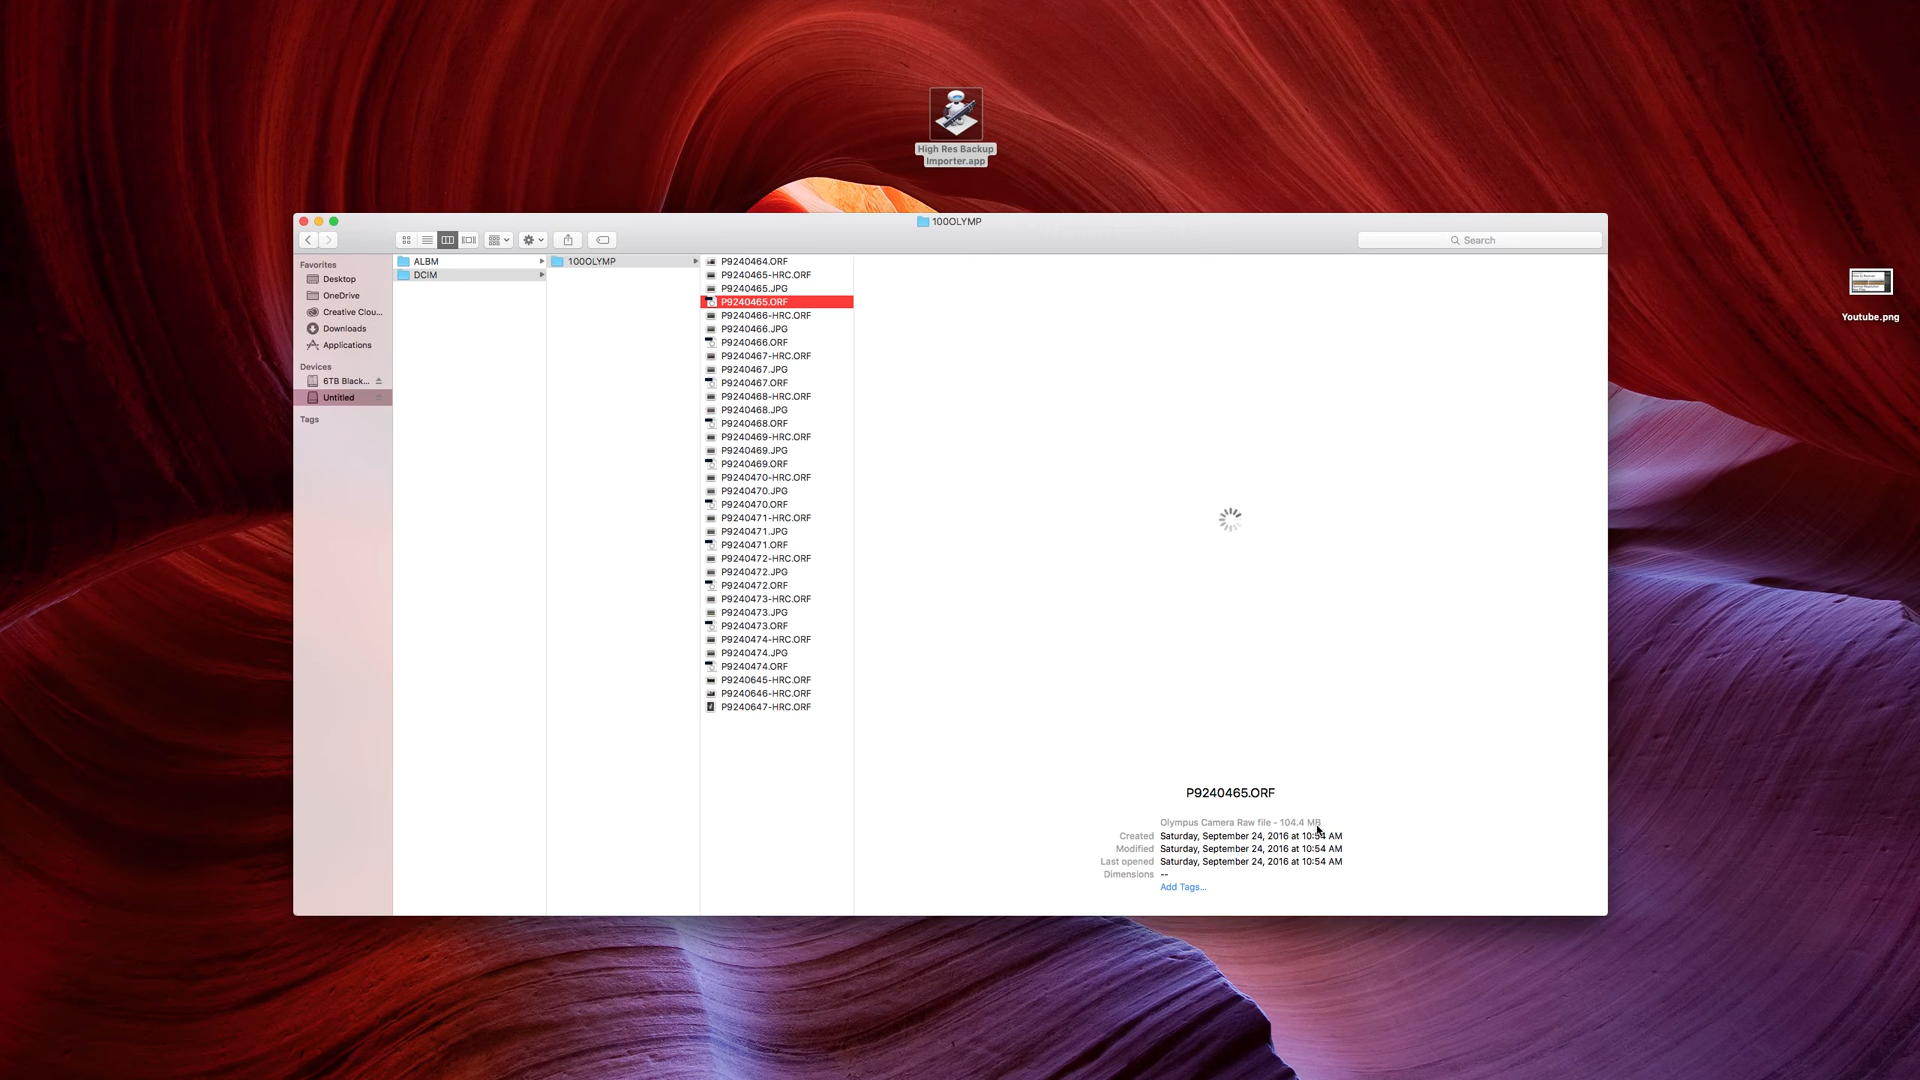 High Res Backup
Importer.app
Youtube.png
100OLYMP
Search
Favorites
Desktop
OneDrive
Creative Clou...
Downloads
Applications
Devices
6TB Black...
Untitled
Tags
ALBM
DCIM
100OLYMP
P9240464.ORF
P9240465-HRC.ORF
P9240465.JPG
P9240465.ORF
P9240466-HRC.ORF
P9240466.JPG
P9240466.ORF
P9240467-HRC.ORF
P9240467.JPG
P9240467.ORF
P9240468-HRC.ORF
P9240468.JPG
P9240468.ORF
P9240469-HRC.ORF
P9240469.JPG
P9240469.ORF
P9240470-HRC.ORF
P9240470.JPG
P9240470.ORF
P9240471-HRC.ORF
P9240471.JPG
P9240471.ORF
P9240472-HRC.ORF
P9240472.JPG
P9240472.ORF
P9240473-HRC.ORF
P9240473.JPG
P9240473.ORF
P9240474-HRC.ORF
P9240474.JPG
P9240474.ORF
P9240645-HRC.ORF
P9240646-HRC.ORF
P9240647-HRC.ORF
P9240465.ORF
Olympus Camera Raw file - 104.4 MB
Created Saturday, September 24, 2016 at 10:54 AM
Modified Saturday, September 24, 2016 at 10:54 AM
Last opened Saturday, September 24, 2016 at 10:54 AM
Dimensions --
Add Tags...